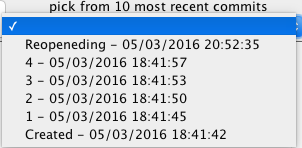 pick from 10 most recent commits
✓
Reopeneding - 05/03/2016 20:52:35
4 - 05/03/2016 18:41:57
3 - 05/03/2016 18:41:53
2 - 05/03/2016 18:41:50
1 - 05/03/2016 18:41:45
Created - 05/03/2016 18:41:42